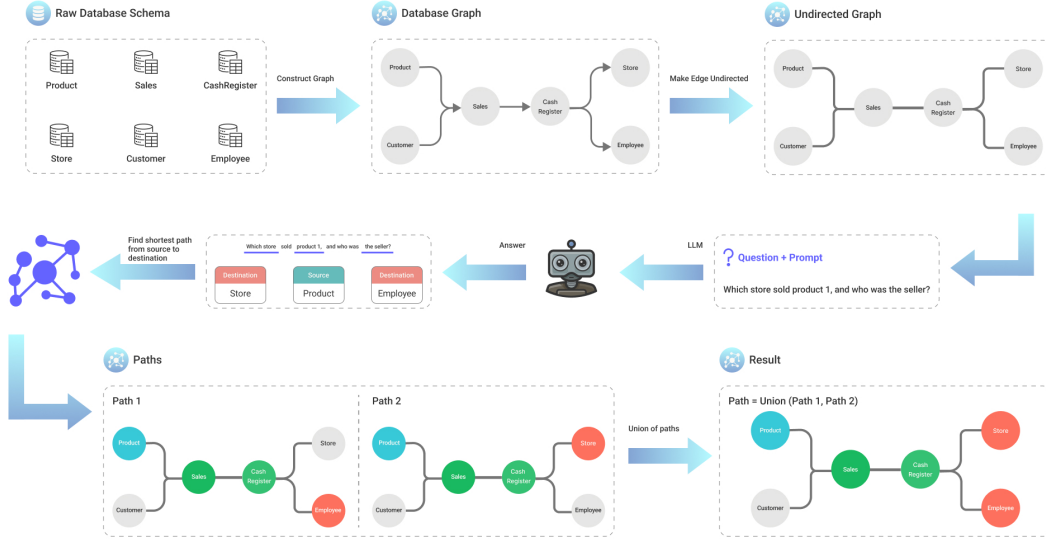 Raw Database Schema
Product
Sales
CashRegister
Store
Customer
Employee
Construct Graph
Database Graph
Product
Customer
Sales
Cash
Register
Store
Employee
Make Edge Undirected
Undirected Graph
Product
Customer
Sales
Cash
Register
Store
Employee
? Question + Prompt
Which store sold product 1, and who was the seller?
LLM
Answer
Which store sold product 1, and who was the seller?
Destination
Store
Source
Product
Destination
Employee
Find shortest path
from source to
destination
Paths
Path 1
Product
Customer
Sales
Cash
Register
Store
Employee
Path 2
Product
Customer
Sales
Cash
Register
Store
Employee
Union of paths
Result
Path = Union (Path 1, Path 2)
Product
Customer
Sales
Cash
Register
Store
Employee